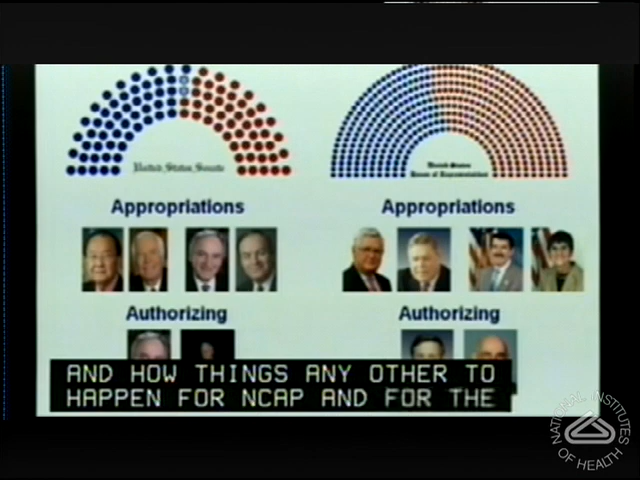 United States Senate
United States
House of Representatives
Appropriations
Appropriations
Authorizing
Authorizing
AND HOW THINGS ANY OTHER TO
HAPPEN FOR NCAP AND FOR THE
NATIONAL INSTITUTES
OF HEALTH